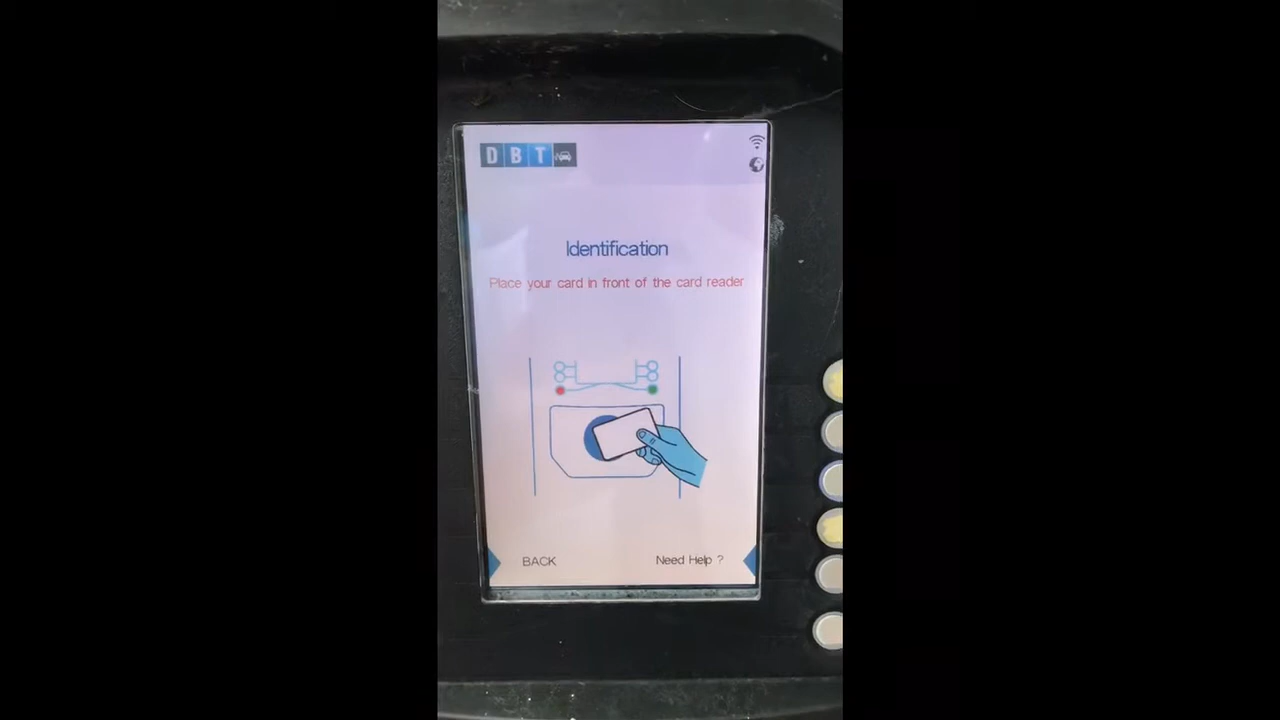 DBT
Identification
Place your card in front of the card reader
BACK
Need Help ?